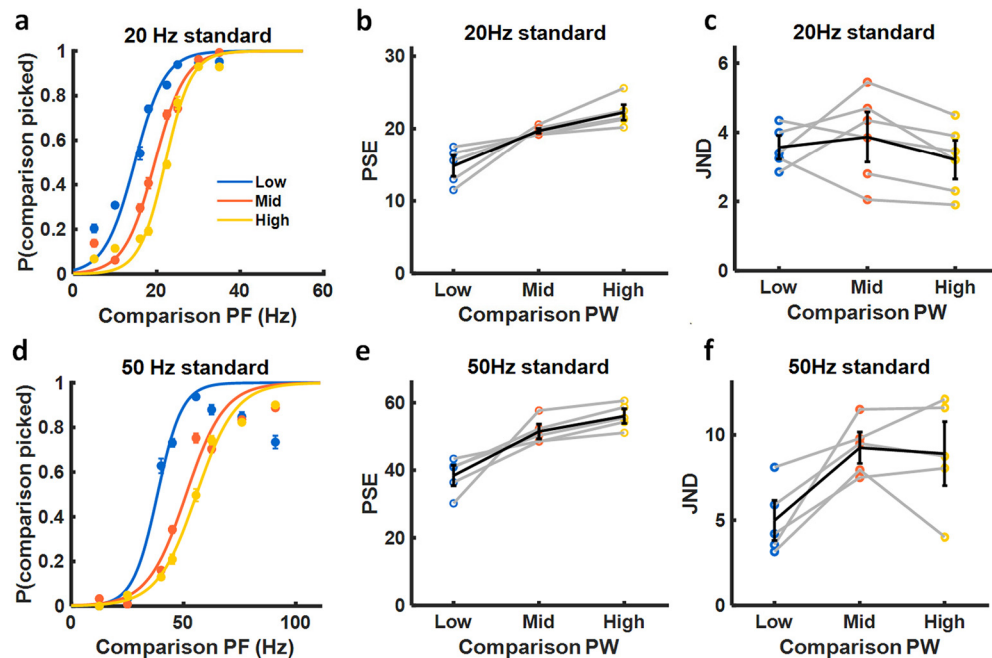 a
20 Hz standard
P(comparison picked)
1
0.8
0.6
0.4
0.2
0
Low
Mid
High
0 20 40 60
Comparison PF (Hz)
b
20Hz standard
PSE
30
20
10
0
Low Mid High
Comparison PW
c
20Hz standard
JND
6
4
2
0
Low Mid High
Comparison PW
d
50 Hz standard
P(comparison picked)
1
0.8
0.6
0.4
0.2
0
0 50 100
Comparison PF (Hz)
e
50Hz standard
PSE
60
40
20
0
Low Mid High
Comparison PW
f
50Hz standard
JND
10
5
0
Low Mid High
Comparison PW